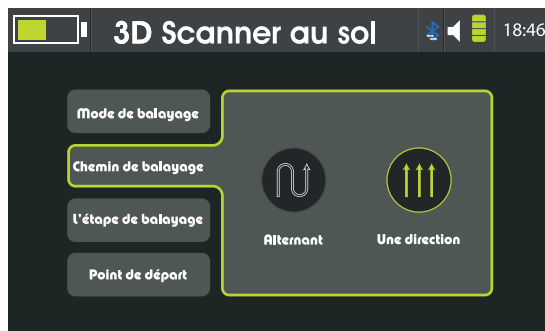 3D Scanner au sol
18:46
Mode de balayage
Chemin de balayage
L'étape de balayage
Point de départ
Alternant
Une direction